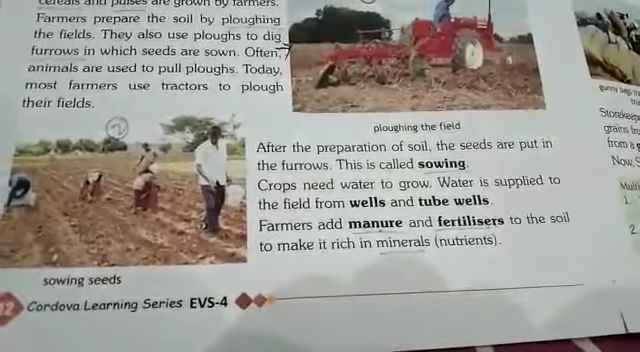 cereals and pulses are grown by farmers.
Farmers prepare the soil by ploughing
the fields. They also use ploughs to dig
furrows in which seeds are sown. Often,
animals are used to pull ploughs. Today,
most farmers use tractors to plough
their fields.
ploughing the field
2
After the preparation of soil, the seeds are put in
the furrows. This is called sowing.
Crops need water to grow. Water is supplied to
the field from wells and tube wells.
Farmers add manure and fertilisers to the soil
to make it rich in minerals (nutrients).
sowing seeds
Cordova Learning Series EVS-4
gunny bags
grains
from a
1.
2.